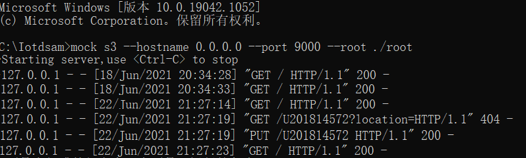 Microsoft Windows [版本 10.0.19042.1052]
(c) Microsoft Corporation。保留所有权利。
C:\Iotdsam>mock s3 --hostname 0.0.0.0 --port 9000 --root ./root
Starting server,use <Ctrl-C> to stop
127.0.0.1 - - [18/Jun/2021 20:34:28] "GET / HTTP/1.1" 200 -
127.0.0.1 - - [18/Jun/2021 20:34:33] "GET / HTTP/1.1" 200 -
127.0.0.1 - - [22/Jun/2021 21:27:14] "GET / HTTP/1.1" 200 -
127.0.0.1 - - [22/Jun/2021 21:27:19] "GET /U201814572?location=HTTP/1.1" 404 -
127.0.0.1 - - [22/Jun/2021 21:27:19] "PUT /U201814572 HTTP/1.1" 200 -
127.0.0.1 - - [22/Jun/2021 21:27:23] "GET / HTTP/1.1" 200 -